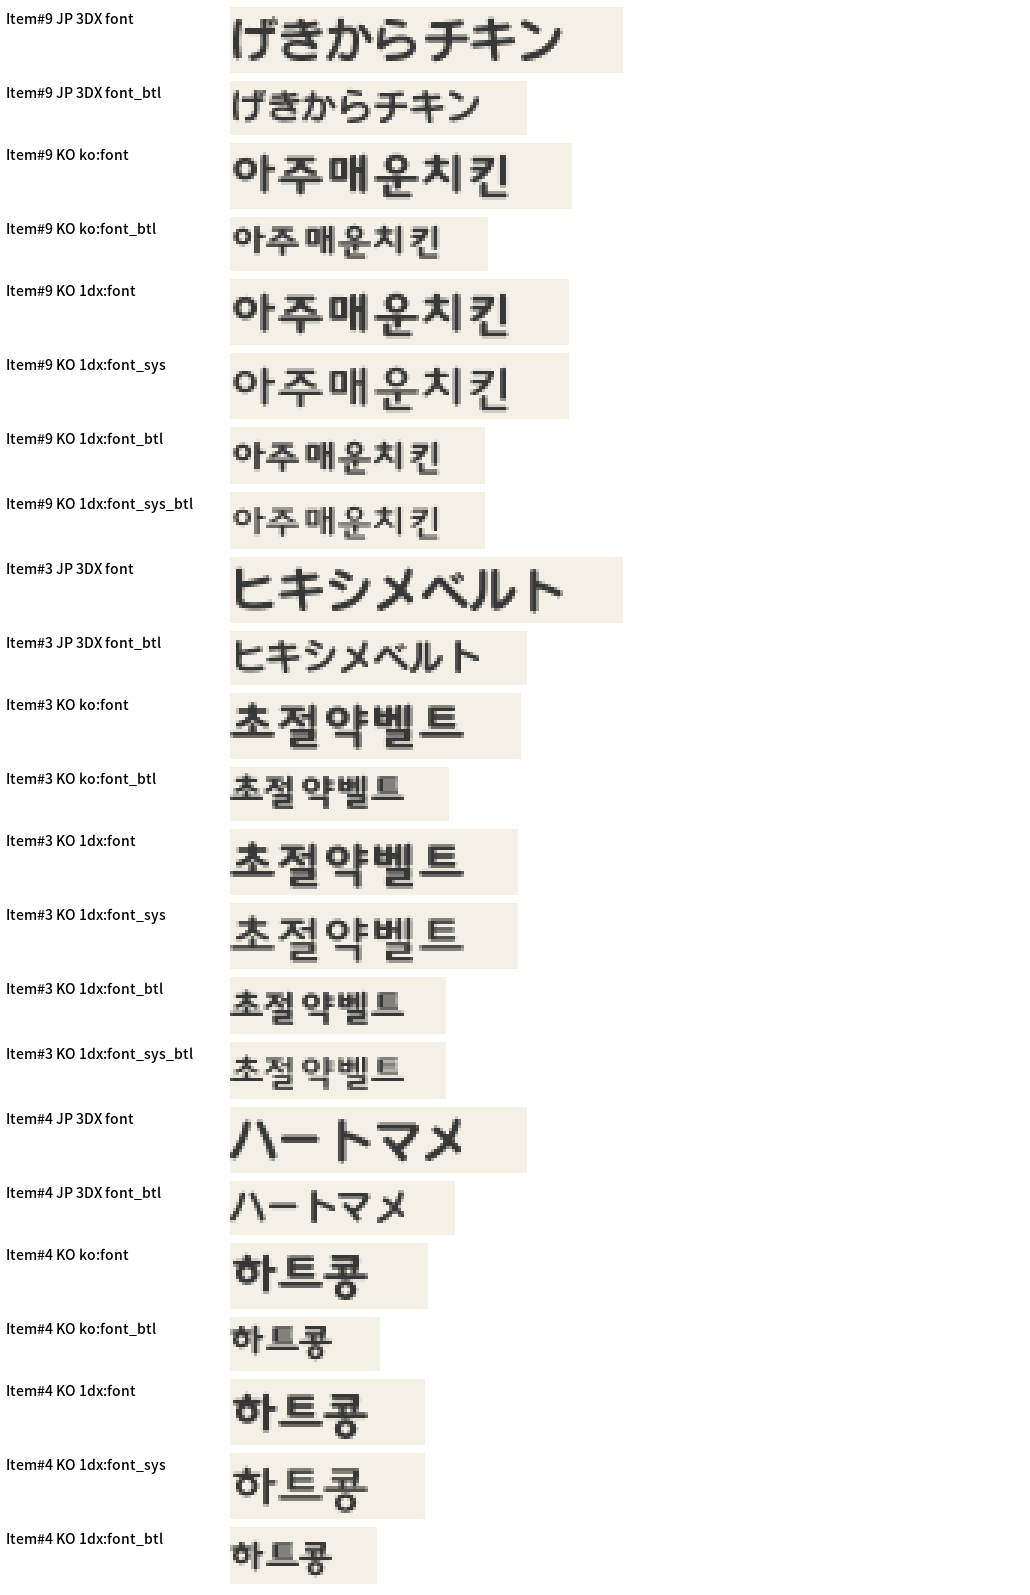 Item#9 JP 3DX font げきからチキン
Item#9 JP 3DX font_btl げきからチキン
Item#9 KO ko:font 아주매운치킨
Item#9 KO ko:font_btl 아주매운치킨
Item#9 KO 1dx:font 아주매운치킨
Item#9 KO 1dx:font_sys 아주매운치킨
Item#9 KO 1dx:font_btl 아주매운치킨
Item#9 KO 1dx:font_sys_btl 아주매운치킨
Item#3 JP 3DX font ヒキシメベルト
Item#3 JP 3DX font_btl ヒキシメベルト
Item#3 KO ko:font 초절약벨트
Item#3 KO ko:font_btl 초절약벨트
Item#3 KO 1dx:font 초절약벨트
Item#3 KO 1dx:font_sys 초절약벨트
Item#3 KO 1dx:font_btl 초절약벨트
Item#3 KO 1dx:font_sys_btl 초절약벨트
Item#4 JP 3DX font ハートマメ
Item#4 JP 3DX font_btl ハートマメ
Item#4 KO ko:font 하트콩
Item#4 KO ko:font_btl 하트콩
Item#4 KO 1dx:font 하트콩
Item#4 KO 1dx:font_sys 하트콩
Item#4 KO 1dx:font_btl 하트콩